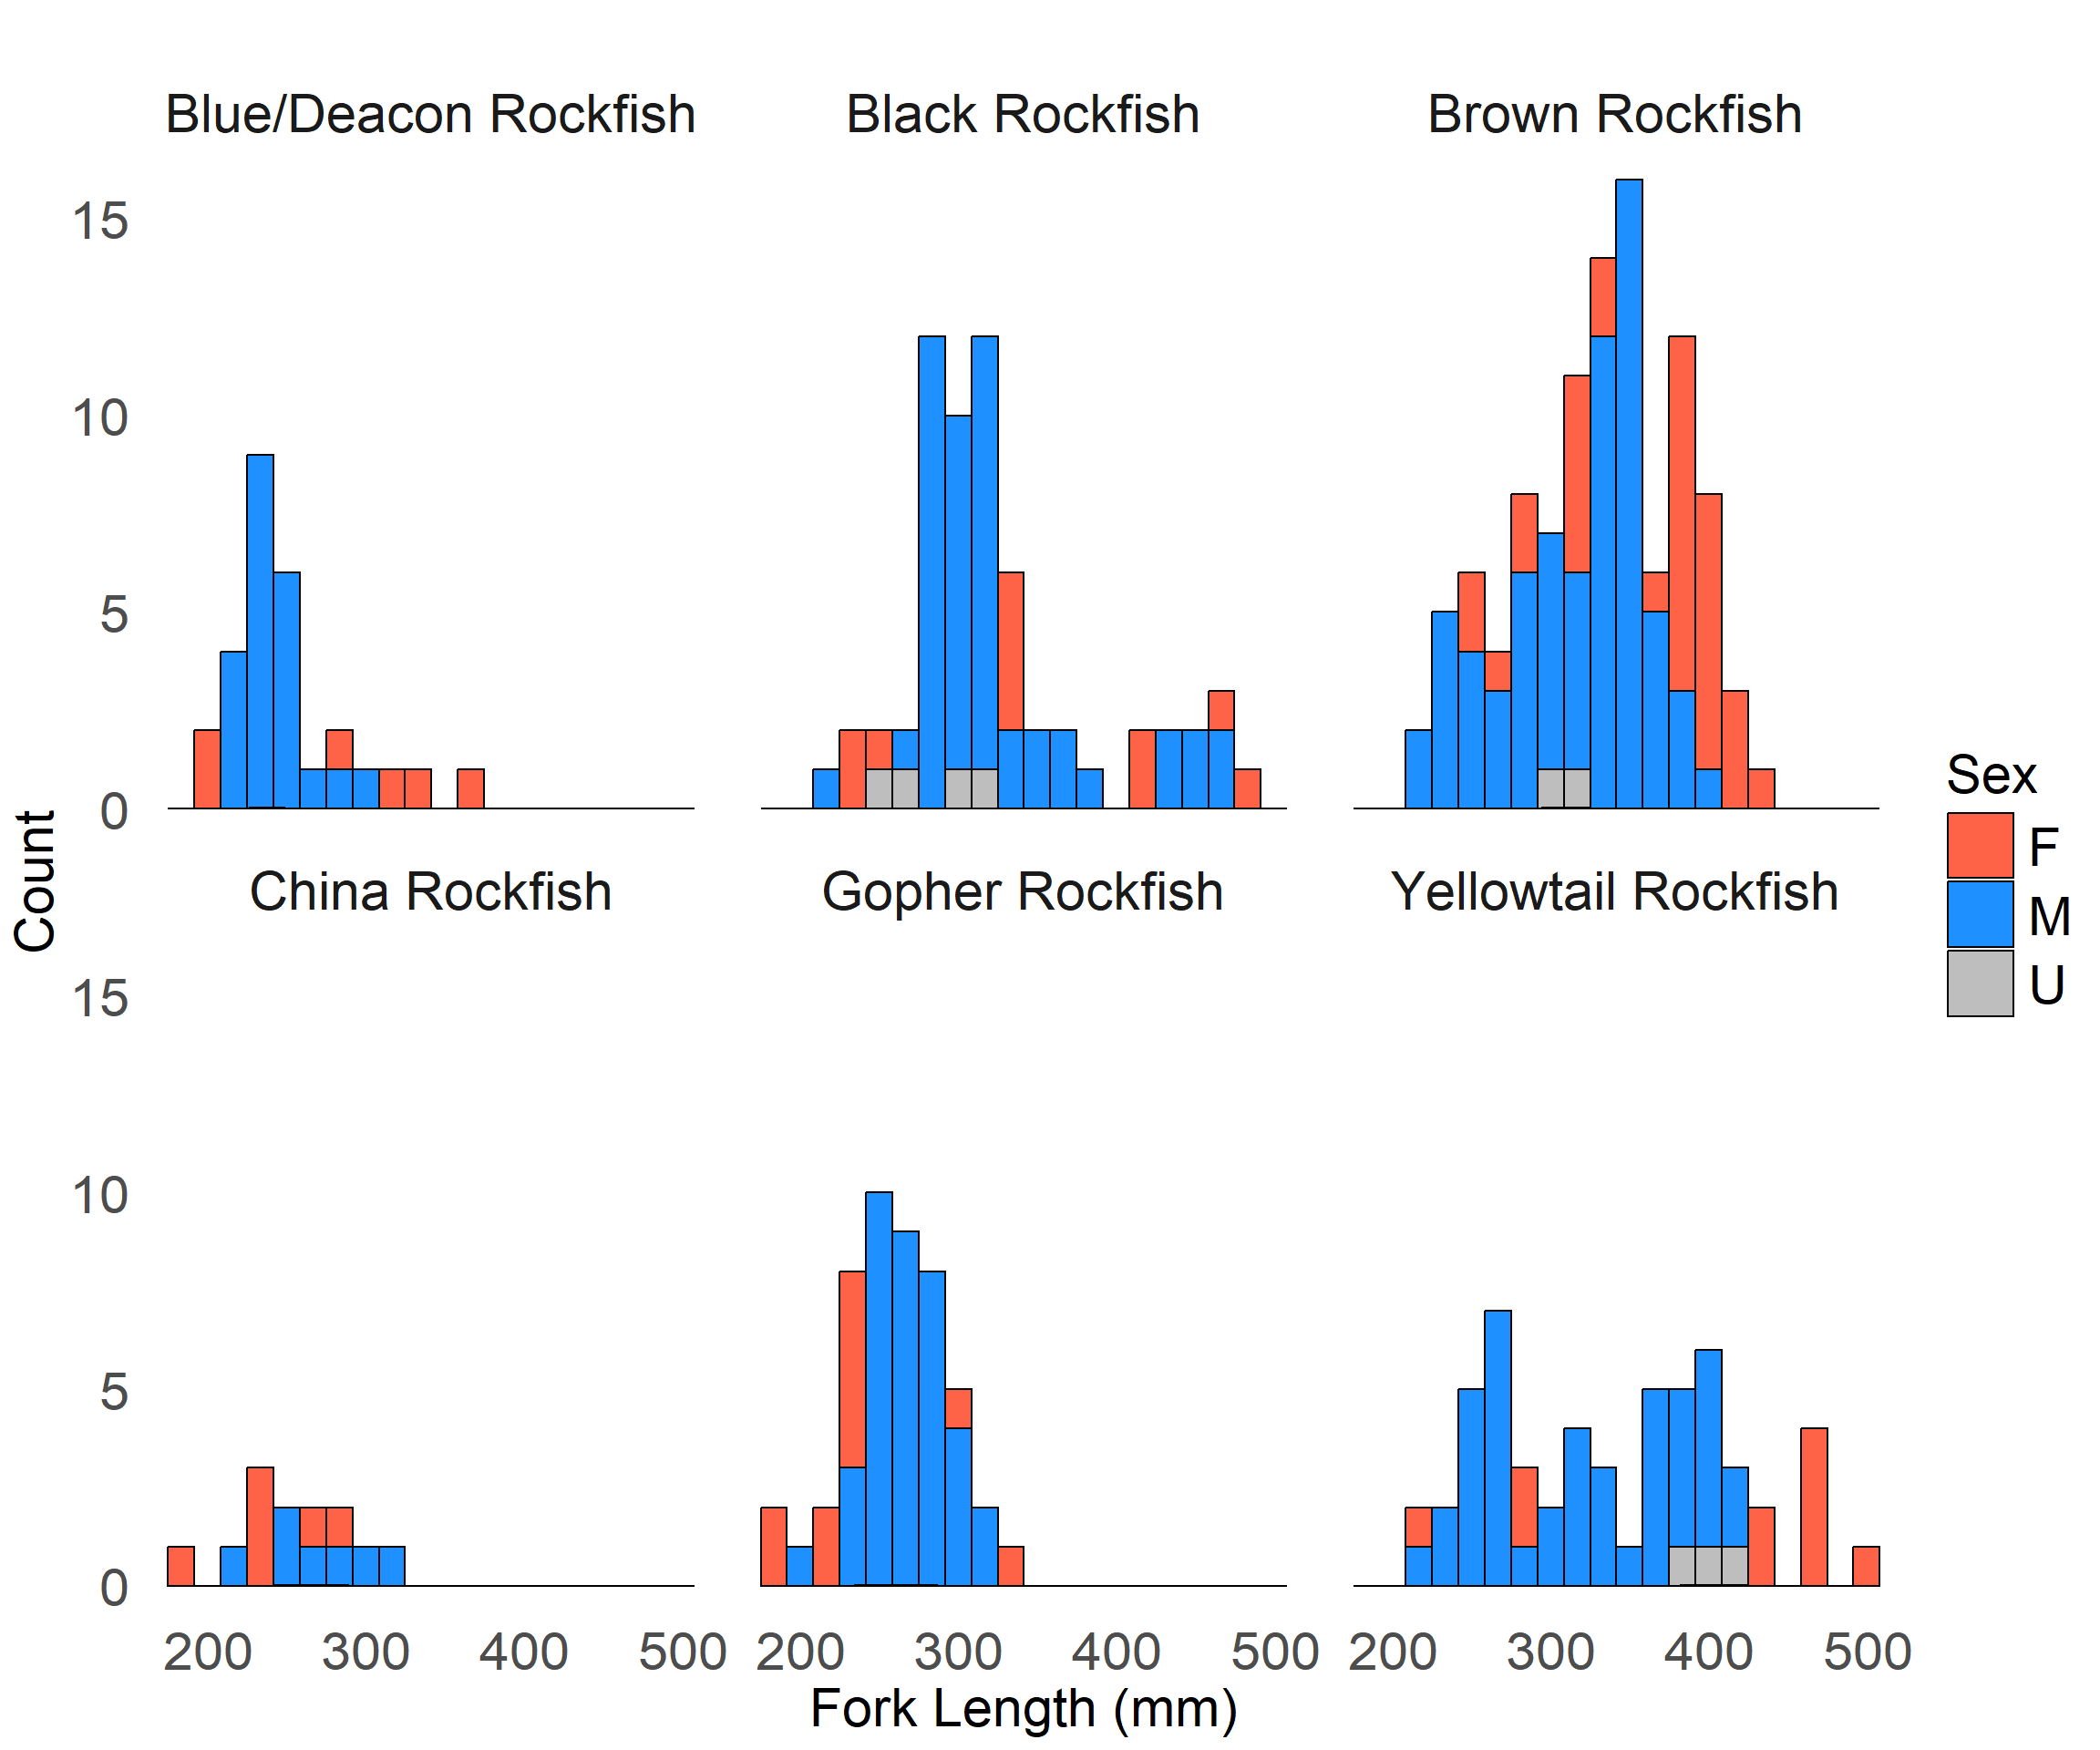 Blue/Deacon Rockfish Black Rockfish Brown Rockfish
15
10
5
0
China Rockfish Gopher Rockfish Yellowtail Rockfish
15
10
5
0
200 300 400 500 200 300 400 500 200 300 400 500
Fork Length (mm)
Count
Sex
F
M
U